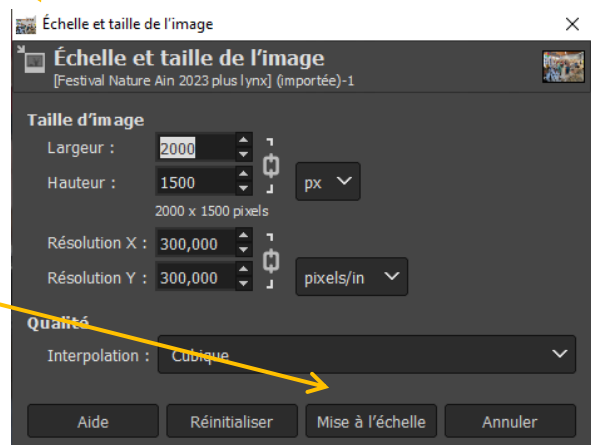 Échelle et taille de l'image
Échelle et taille de l'image
[Festival Nature Ain 2023 plus lynx] (importée)-1
Taille d'image
Largeur : 2000
Hauteur : 1500 px
2000 x 1500 pixels
Résolution X : 300,000
Résolution Y : 300,000 pixels/in
Qualité
Interpolation : Cubique
Aide Réinitialiser Mise à l'échelle Annuler